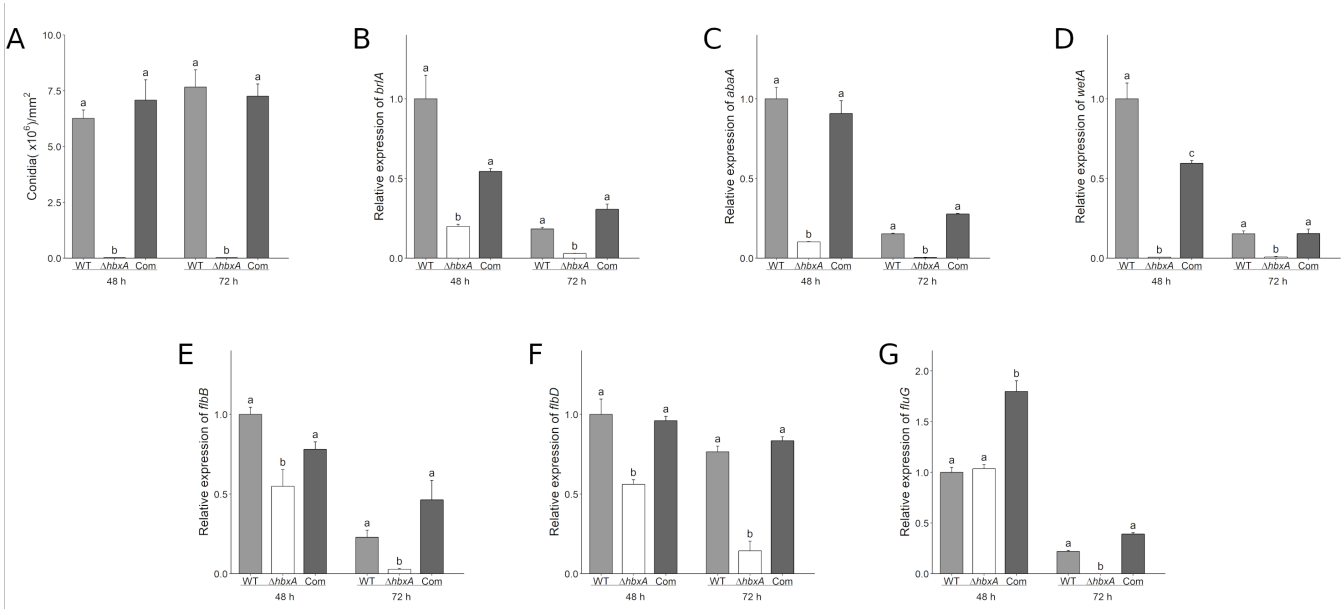 A
Conidia( x10⁶)/mm²
10.0
7.5
5.0
2.5
0.0
a
b
a
a
b
a
WT ΔhbxA Com WT ΔhbxA Com
48 h 72 h
B
Relative expression of brlA
1.0
0.5
0.0
a
b
a
a
b
a
WT ΔhbxA Com WT ΔhbxA Com
48 h 72 h
C
Relative expression of abaA
1.0
0.5
0.0
a
b
a
a
b
a
WT ΔhbxA Com WT ΔhbxA Com
48 h 72 h
D
Relative expression of wetA
1.0
0.5
0.0
a
b
c
a
b
a
WT ΔhbxA Com WT ΔhbxA Com
48 h 72 h
E
Relative expression of flbB
1.0
0.5
0.0
a
b
a
a
b
a
WT ΔhbxA Com WT ΔhbxA Com
48 h 72 h
F
Relative expression of flbD
1.0
0.5
0.0
a
b
a
a
b
a
WT ΔhbxA Com WT ΔhbxA Com
48 h 72 h
G
Relative expression of fluG
2.0
1.5
1.0
0.5
0.0
a
a
b
a
b
a
WT ΔhbxA Com WT ΔhbxA Com
48 h 72 h